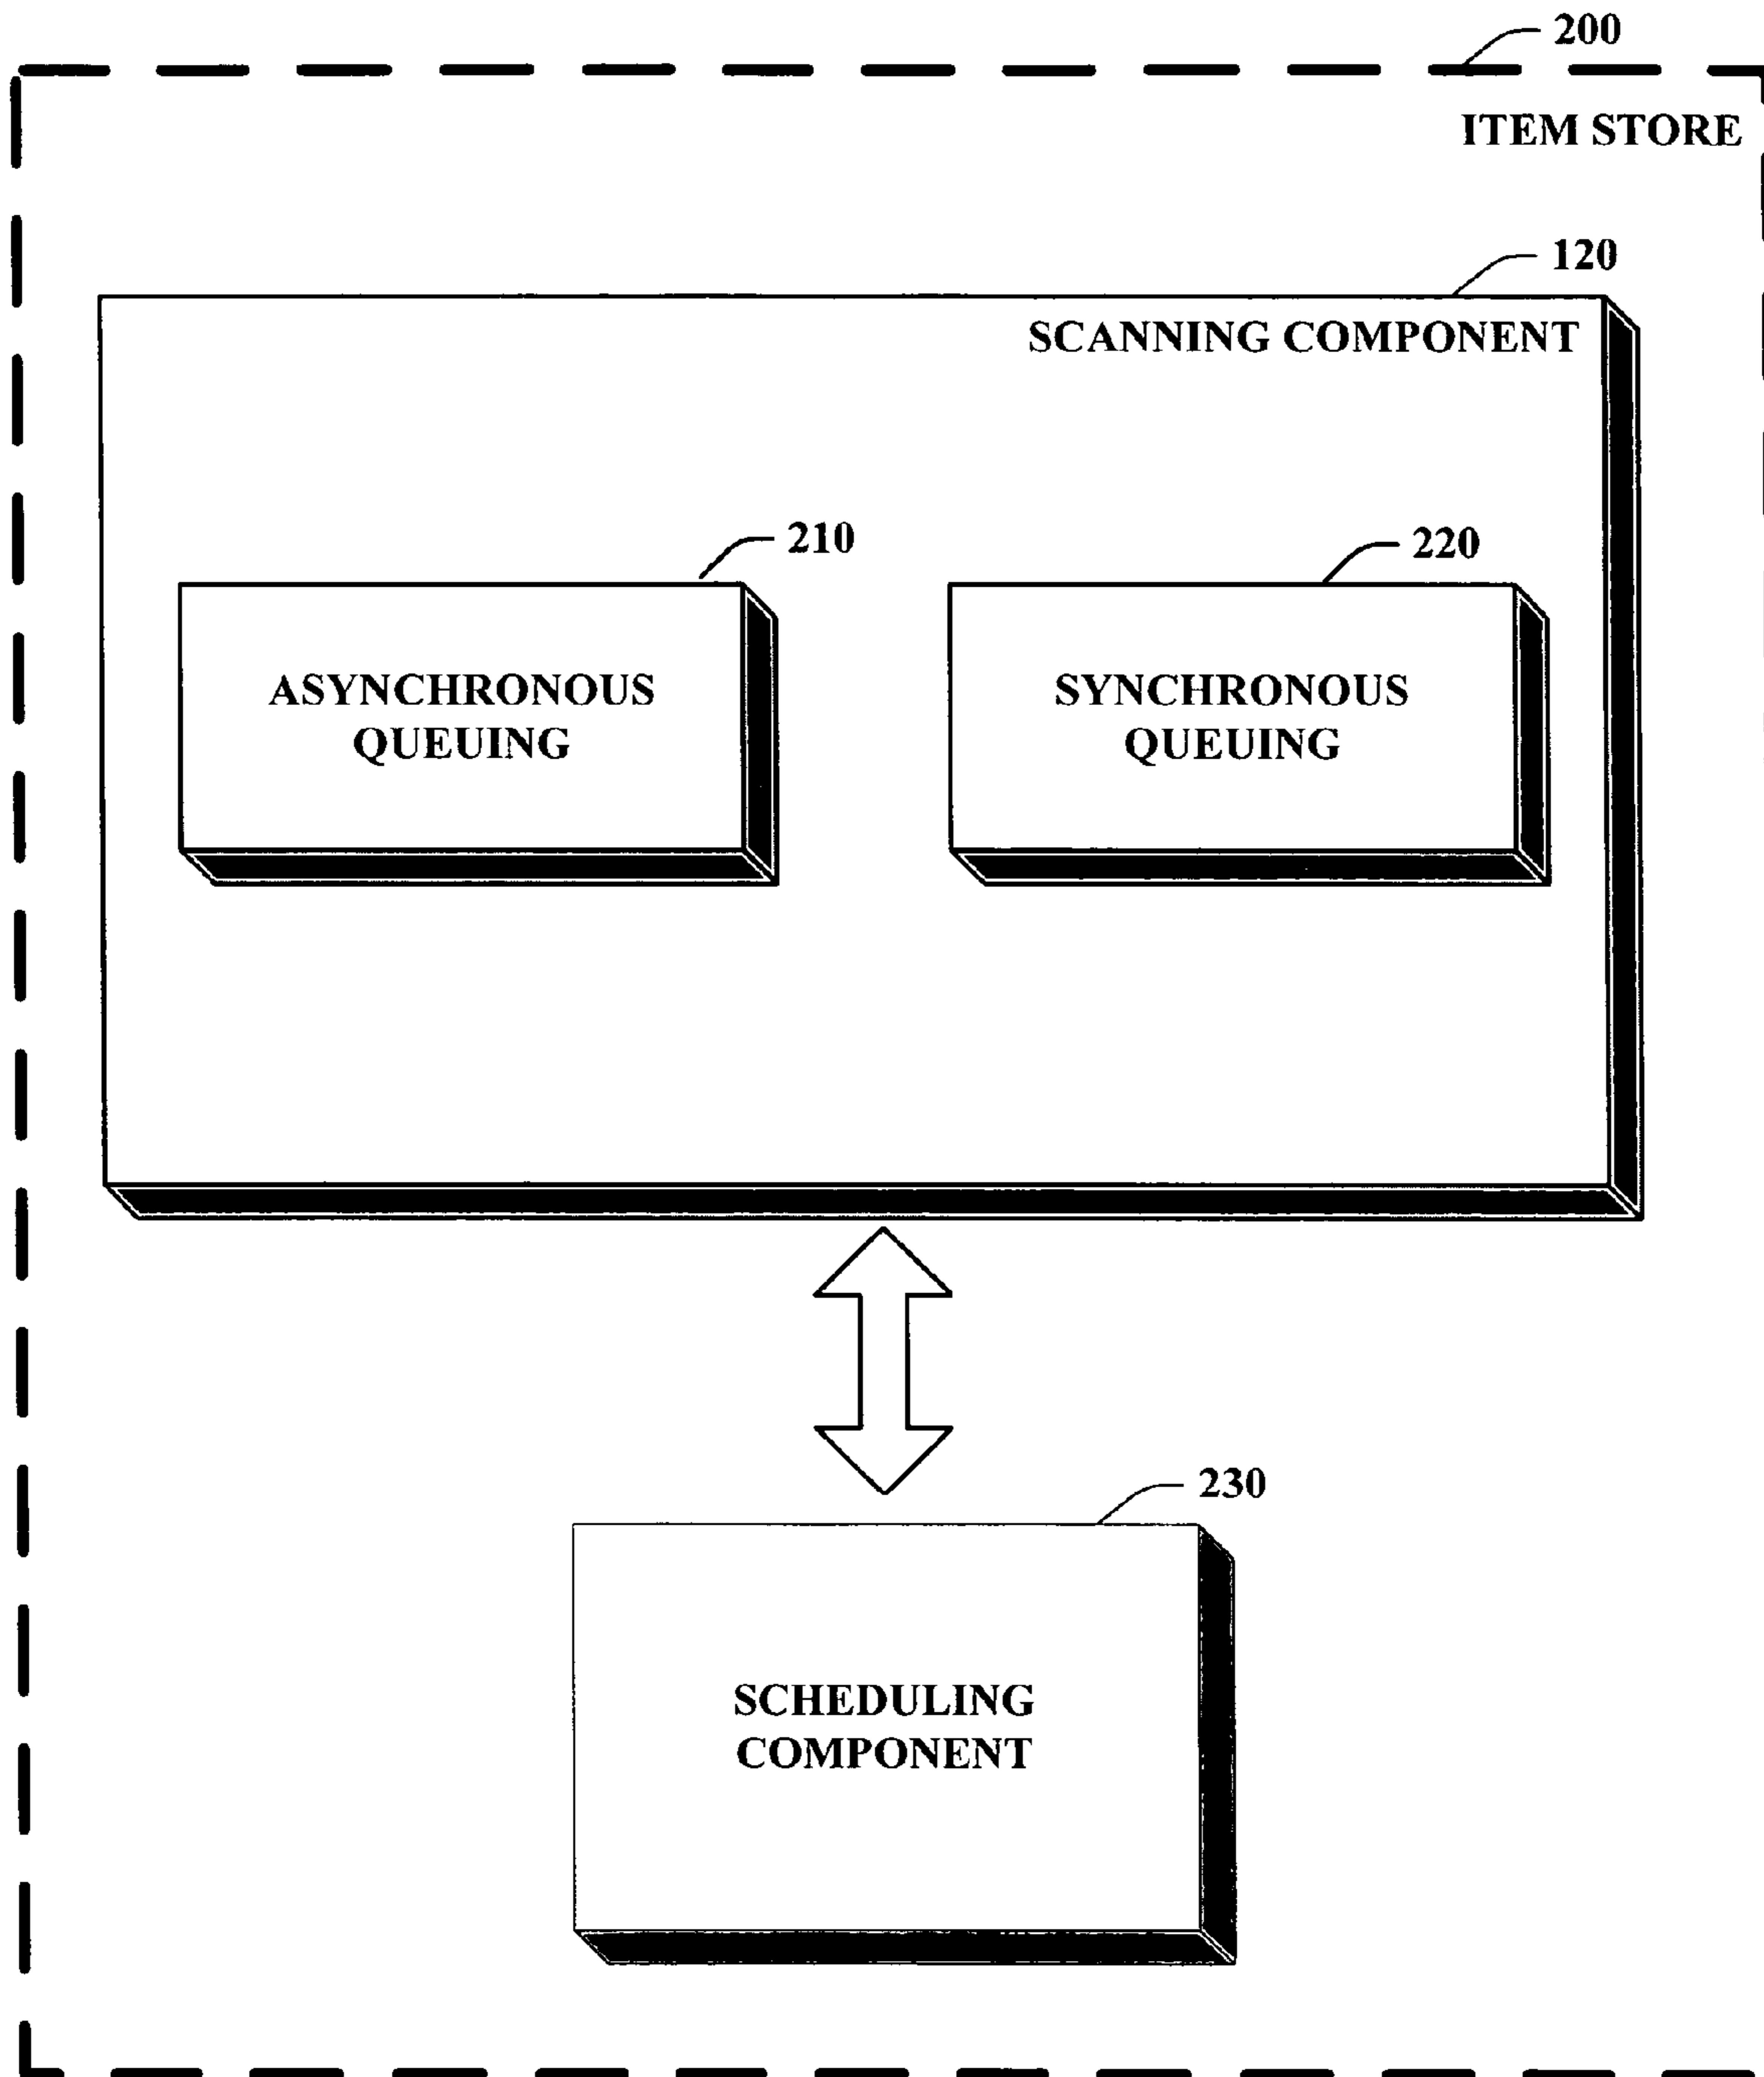 200
ITEM STORE
120
SCANNING COMPONENT
210
220
ASYNCHRONOUS
QUEUING
SYNCHRONOUS
QUEUING
230
SCHEDULING
COMPONENT